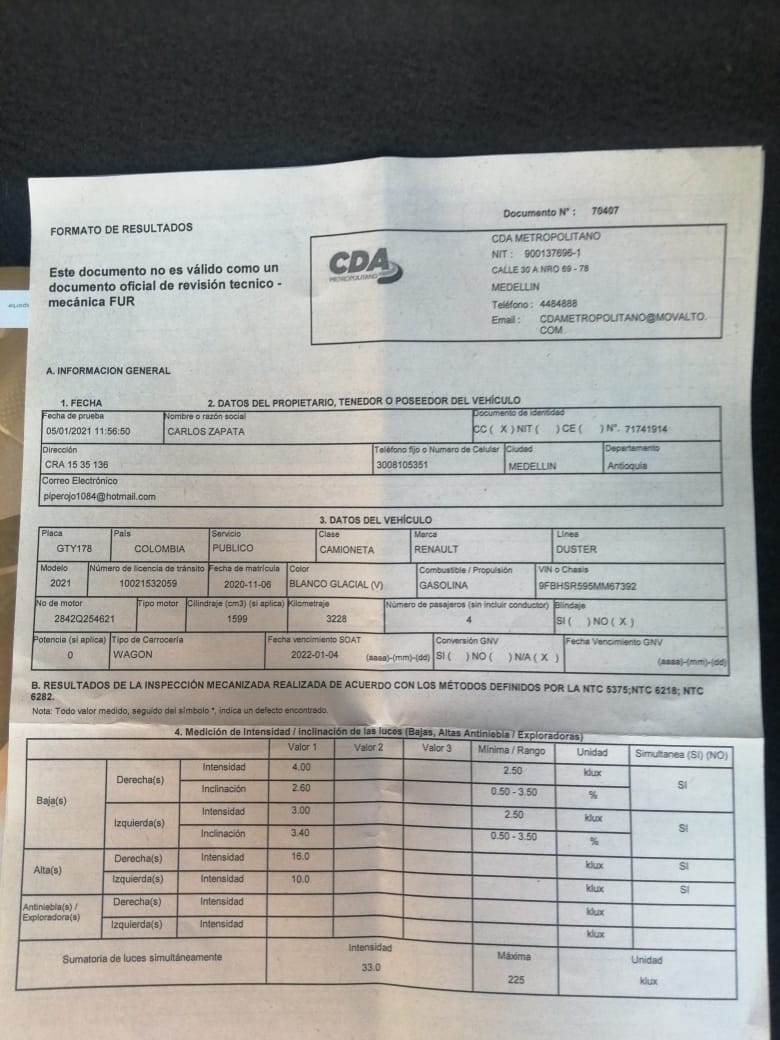 Documento N° : 70407
FORMATO DE RESULTADOS
Este documento no es válido como un
documento oficial de revisión tecnico -
mecánica FUR
CDA
METROPOLITANO
CDA METROPOLITANO
NIT : 900137696-1
CALLE 30 A NRO 69 - 78
MEDELLIN
Teléfono : 4484888
Email : CDAMETROPOLITANO@MOVALTO.
COM
A. INFORMACION GENERAL
1. FECHA
2. DATOS DEL PROPIETARIO, TENEDOR O POSEEDOR DEL VEHÍCULO
Fecha de prueba Nombre o razón social Documento de identidad
05/01/2021 11:56:50 CARLOS ZAPATA CC ( X ) NIT ( ) CE ( ) N°. 71741914
Dirección Teléfono fijo o Numero de Celular Ciudad Departamento
CRA 15 35 136 3008105351 MEDELLIN Antioquia
Correo Electrónico
piperojo1084@hotmail.com
3. DATOS DEL VEHÍCULO
Placa País Servicio Clase Marca Línea
GTY178 COLOMBIA PUBLICO CAMIONETA RENAULT DUSTER
Modelo Número de licencia de tránsito Fecha de matrícula Color Combustible / Propulsión VIN o Chasis
2021 10021532059 2020-11-06 BLANCO GLACIAL (V) GASOLINA 9FBHSR595MM67392
No de motor Tipo motor Cilindraje (cm3) (si aplica) Kilometraje Número de pasajeros (sin incluir conductor) Blindaje
2842Q254621 1599 3228 4 SI ( ) NO ( X )
Potencia (si aplica) Tipo de Carrocería Fecha vencimiento SOAT Conversión GNV Fecha Vencimiento GNV
0 WAGON 2022-01-04 (aaaa)-(mm)-(dd) SI ( ) NO ( ) N/A ( X ) (aaaa)-(mm)-(dd)
B. RESULTADOS DE LA INSPECCIÓN MECANIZADA REALIZADA DE ACUERDO CON LOS MÉTODOS DEFINIDOS POR LA NTC 5375;NTC 6218; NTC
6282.
Nota: Todo valor medido, seguido del símbolo *, indica un defecto encontrado.
4. Medición de Intensidad / inclinación de las luces (Bajas, Altas Antiniebla / Exploradoras)
Valor 1 Valor 2 Valor 3 Mínima / Rango Unidad Simultanea (SI) (NO)
Baja(s) Derecha(s) Intensidad 4.00 2.50 klux SI
Inclinación 2.60 0.50 - 3.50 %
Izquierda(s) Intensidad 3.00 2.50 klux SI
Inclinación 3.40 0.50 - 3.50 %
Alta(s) Derecha(s) Intensidad 16.0 klux SI
Izquierda(s) Intensidad 10.0 klux SI
Antiniebla(s) / Exploradora(s) Derecha(s) Intensidad klux
Izquierda(s) Intensidad klux
Sumatoria de luces simultáneamente Intensidad Máxima Unidad
33.0 225 klux